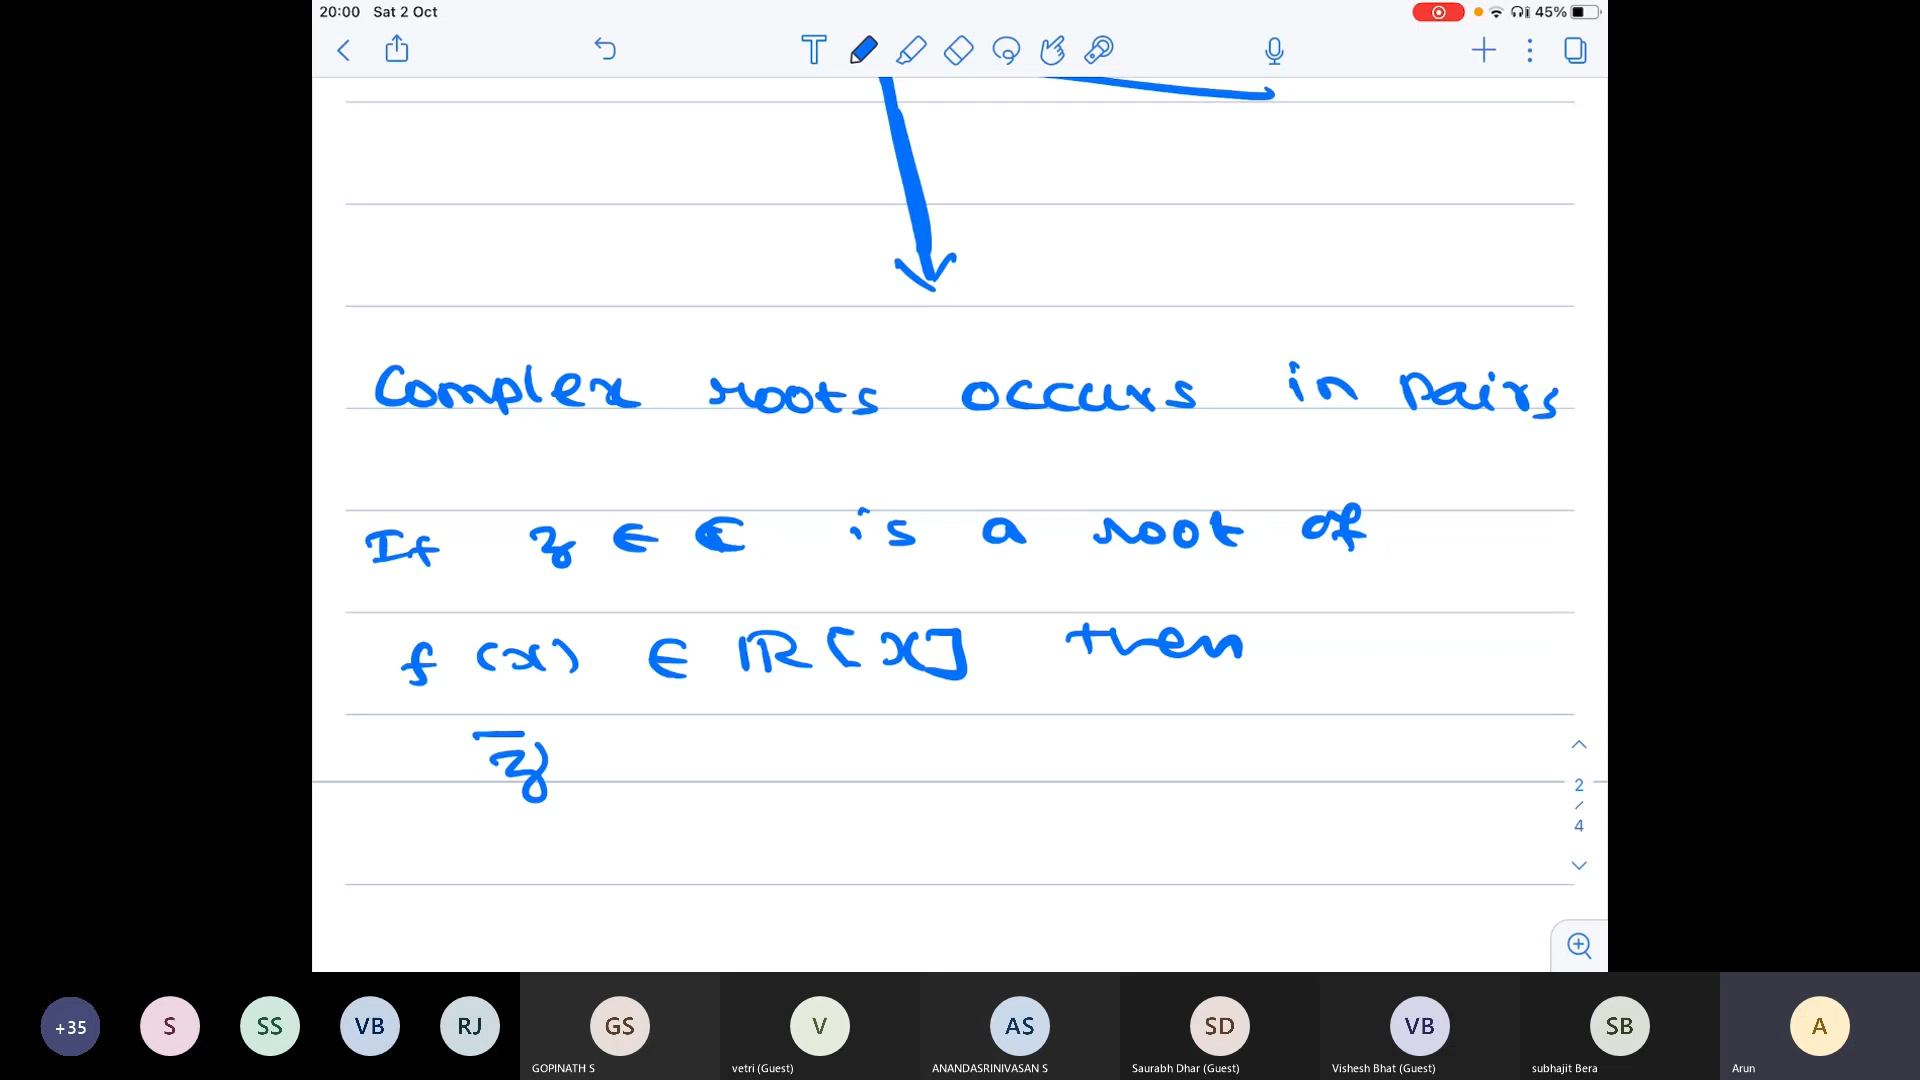 20:00 Sat 2 Oct 45%
Complex roots occurs in pairs
If z ∈ ℂ is a root of
f (x) ∈ ℝ[x] then
z̅
2
/
4
+35 S SS VB RJ GS V AS SD VB SB A
GOPINATH S vetri (Guest) ANANDASRINIVASAN S Saurabh Dhar (Guest) Vishesh Bhat (Guest) subhajit Bera Arun